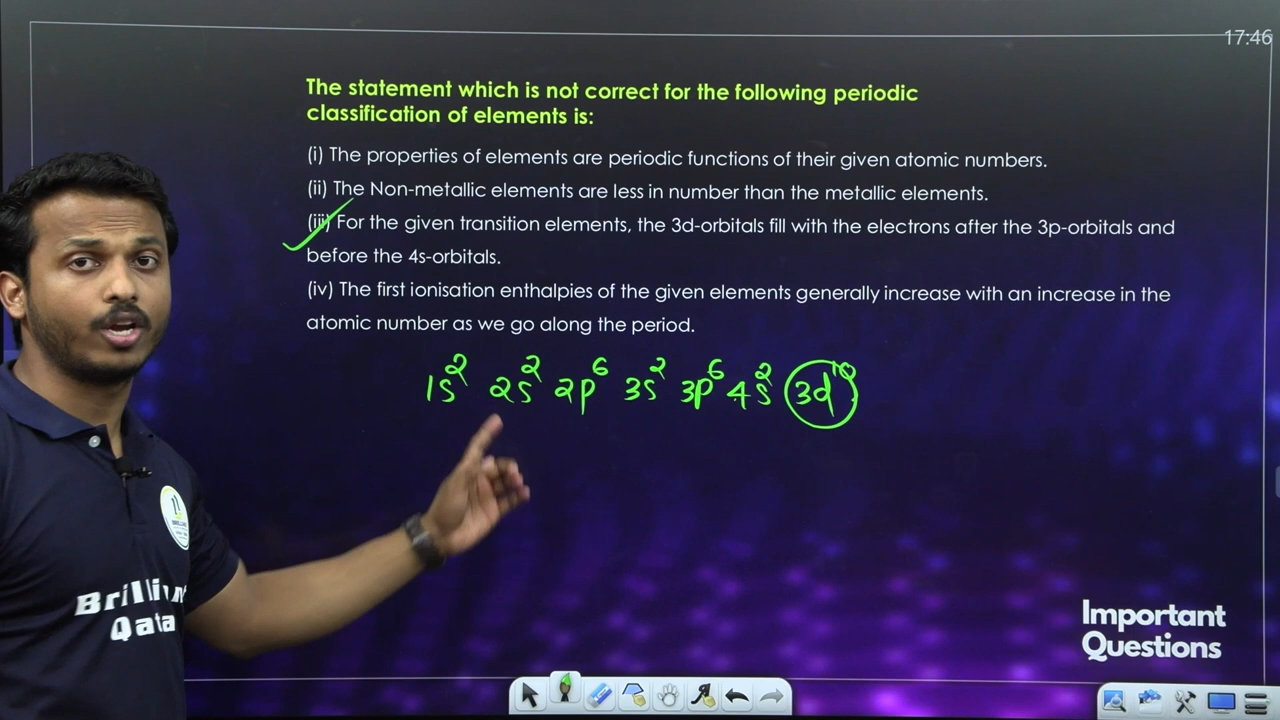 17:46
The statement which is not correct for the following periodic
classification of elements is:
(i) The properties of elements are periodic functions of their given atomic numbers.
(ii) The Non-metallic elements are less in number than the metallic elements.
(iii) For the given transition elements, the 3d-orbitals fill with the electrons after the 3p-orbitals and
before the 4s-orbitals.
(iv) The first ionisation enthalpies of the given elements generally increase with an increase in the
atomic number as we go along the period.
1s² 2s² 2p⁶ 3s² 3p⁶ 4s² 3d¹⁰
Qata
Important
Questions